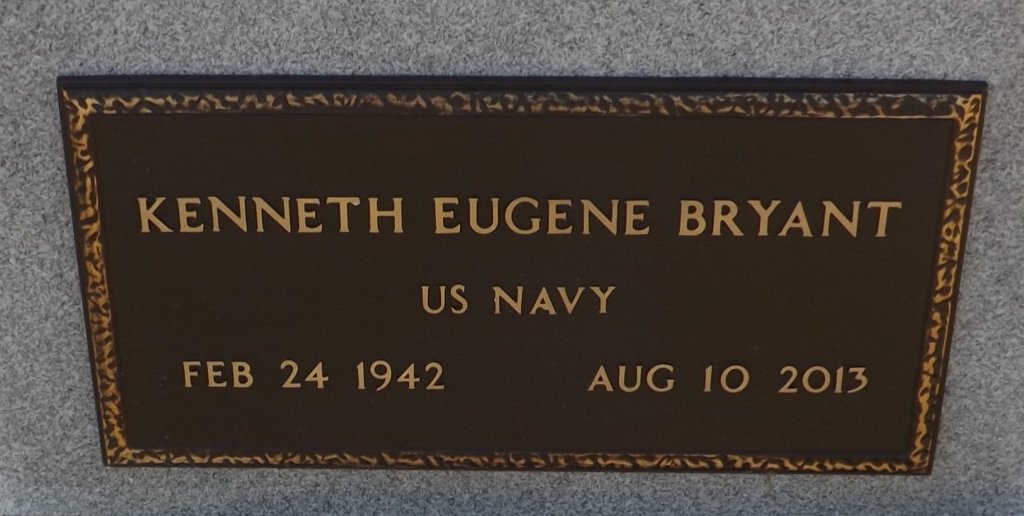 KENNETH EUGENE BRYANT
US NAVY
FEB 24 1942 AUG 10 2013